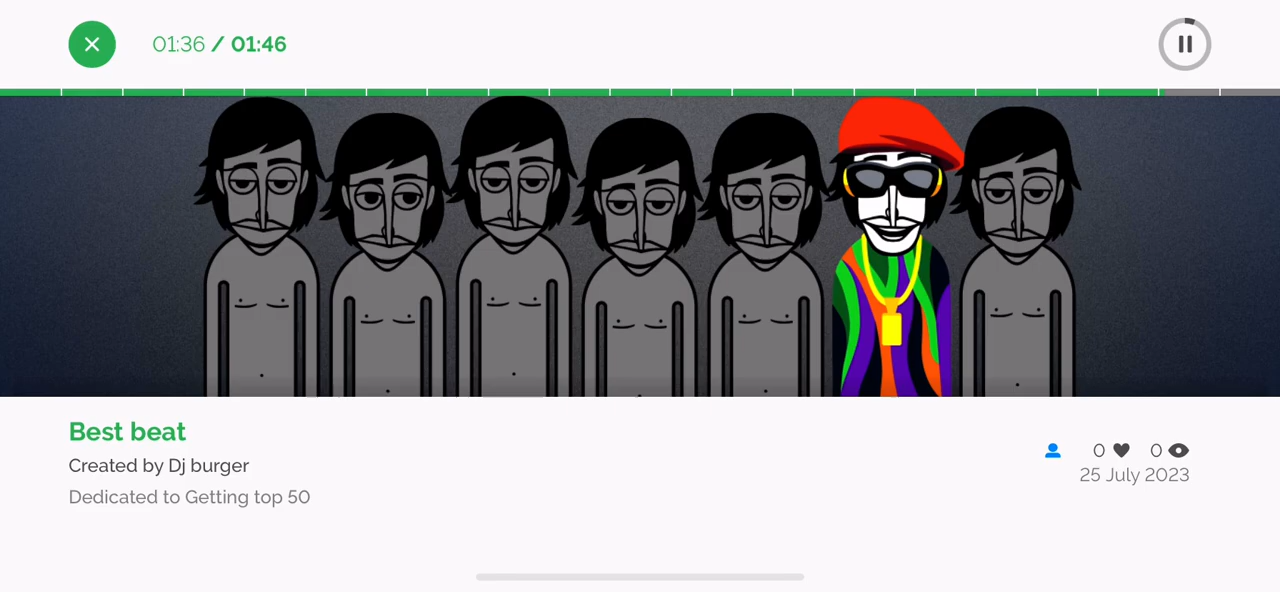 01:36 / 01:46
Best beat
Created by Dj burger
Dedicated to Getting top 50
0 0
25 July 2023